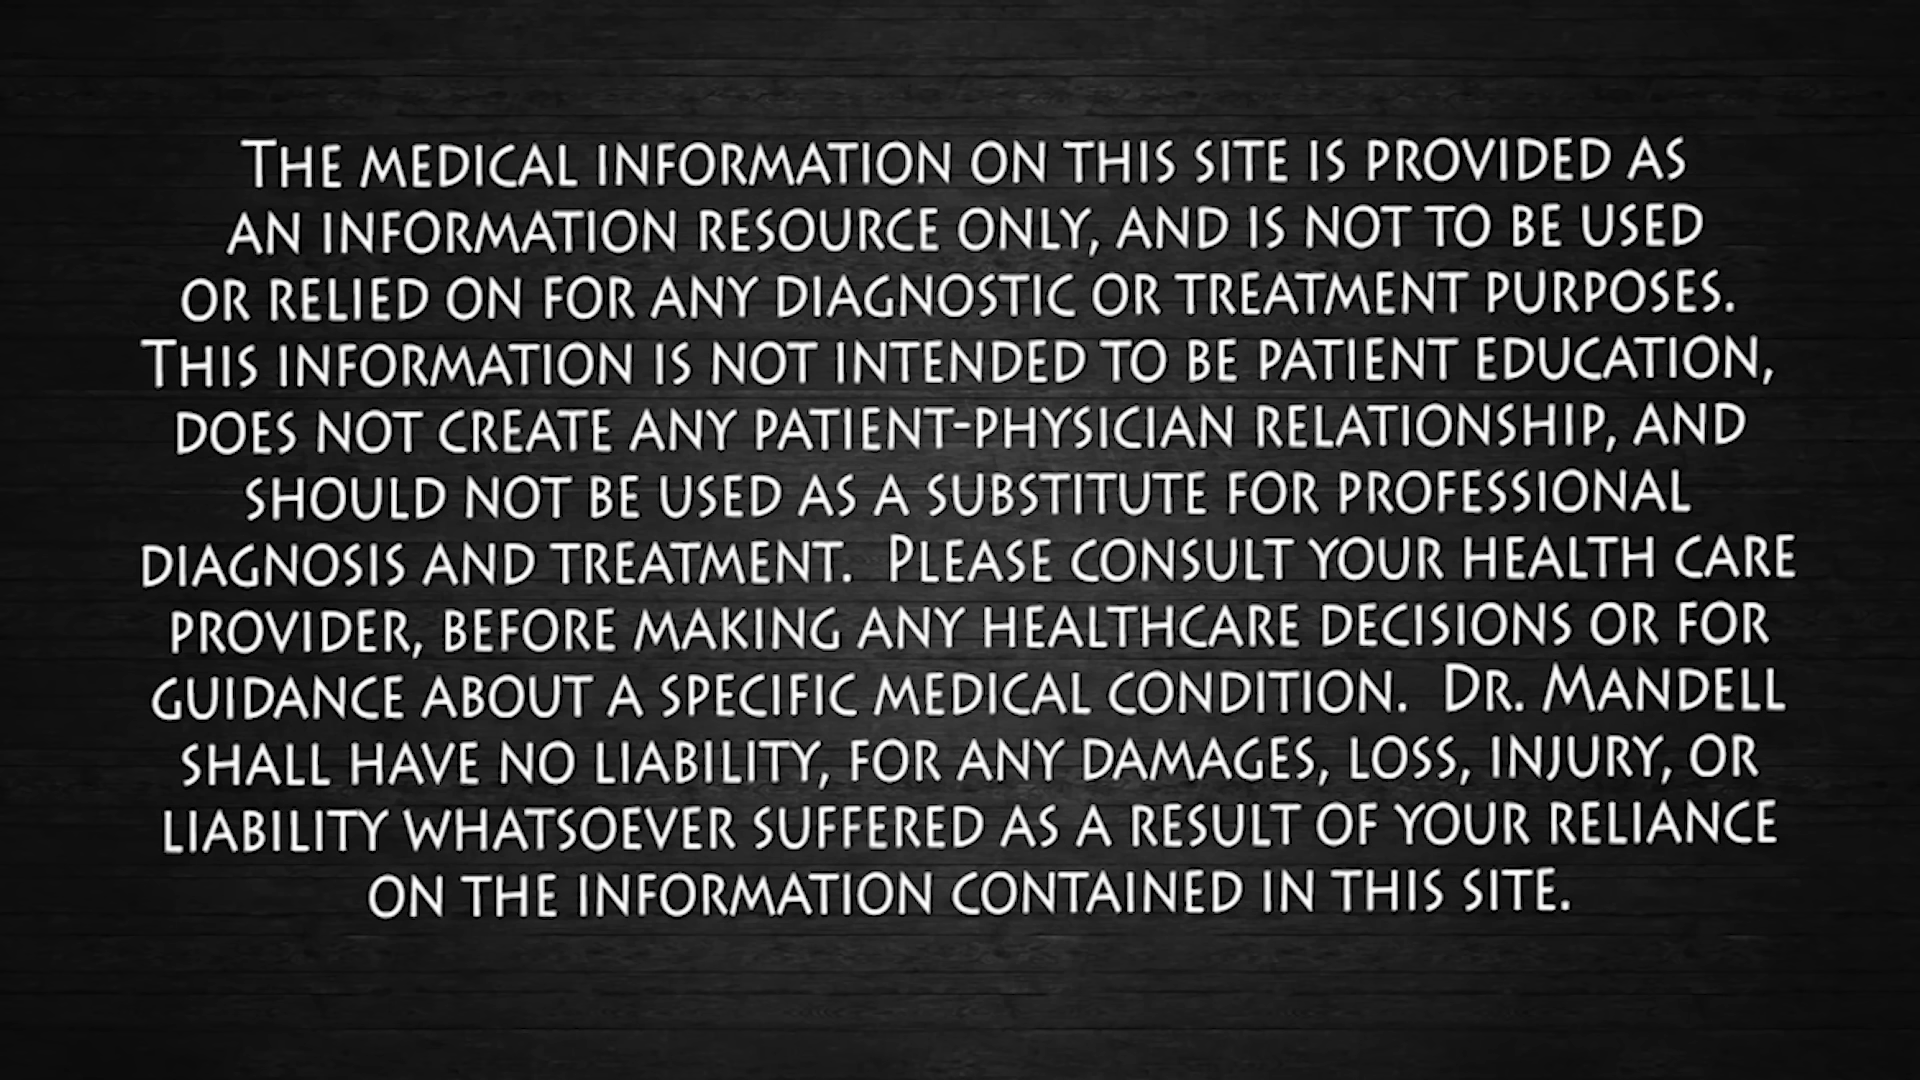 The medical information on this site is provided as
an information resource only, and is not to be used
or relied on for any diagnostic or treatment purposes.
This information is not intended to be patient education,
does not create any patient-physician relationship, and
should not be used as a substitute for professional
diagnosis and treatment.  Please consult your health care
provider, before making any healthcare decisions or for
guidance about a specific medical condition.  Dr. Mandell
shall have no liability, for any damages, loss, injury, or
liability whatsoever suffered as a result of your reliance
on the information contained in this site.